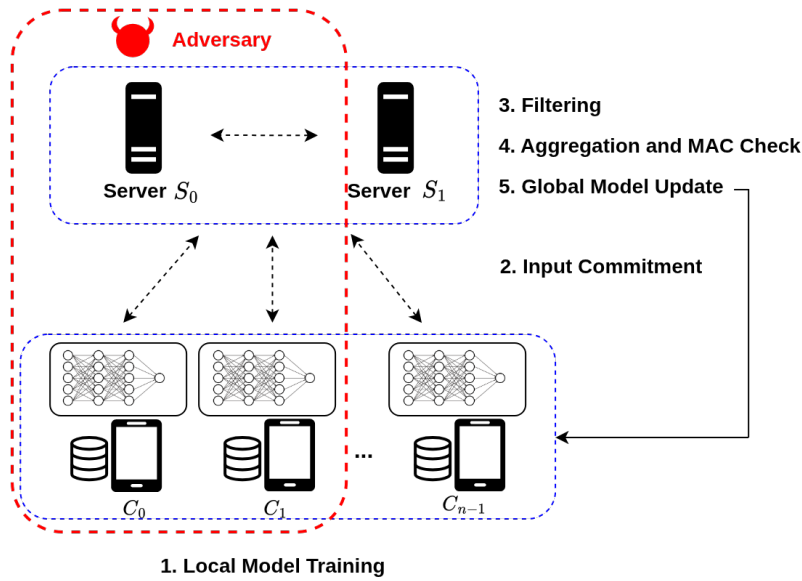 Adversary
3. Filtering
4. Aggregation and MAC Check
Server S₀
Server S₁
5. Global Model Update
2. Input Commitment
...
C₀
C₁
Cₙ₋₁
1. Local Model Training